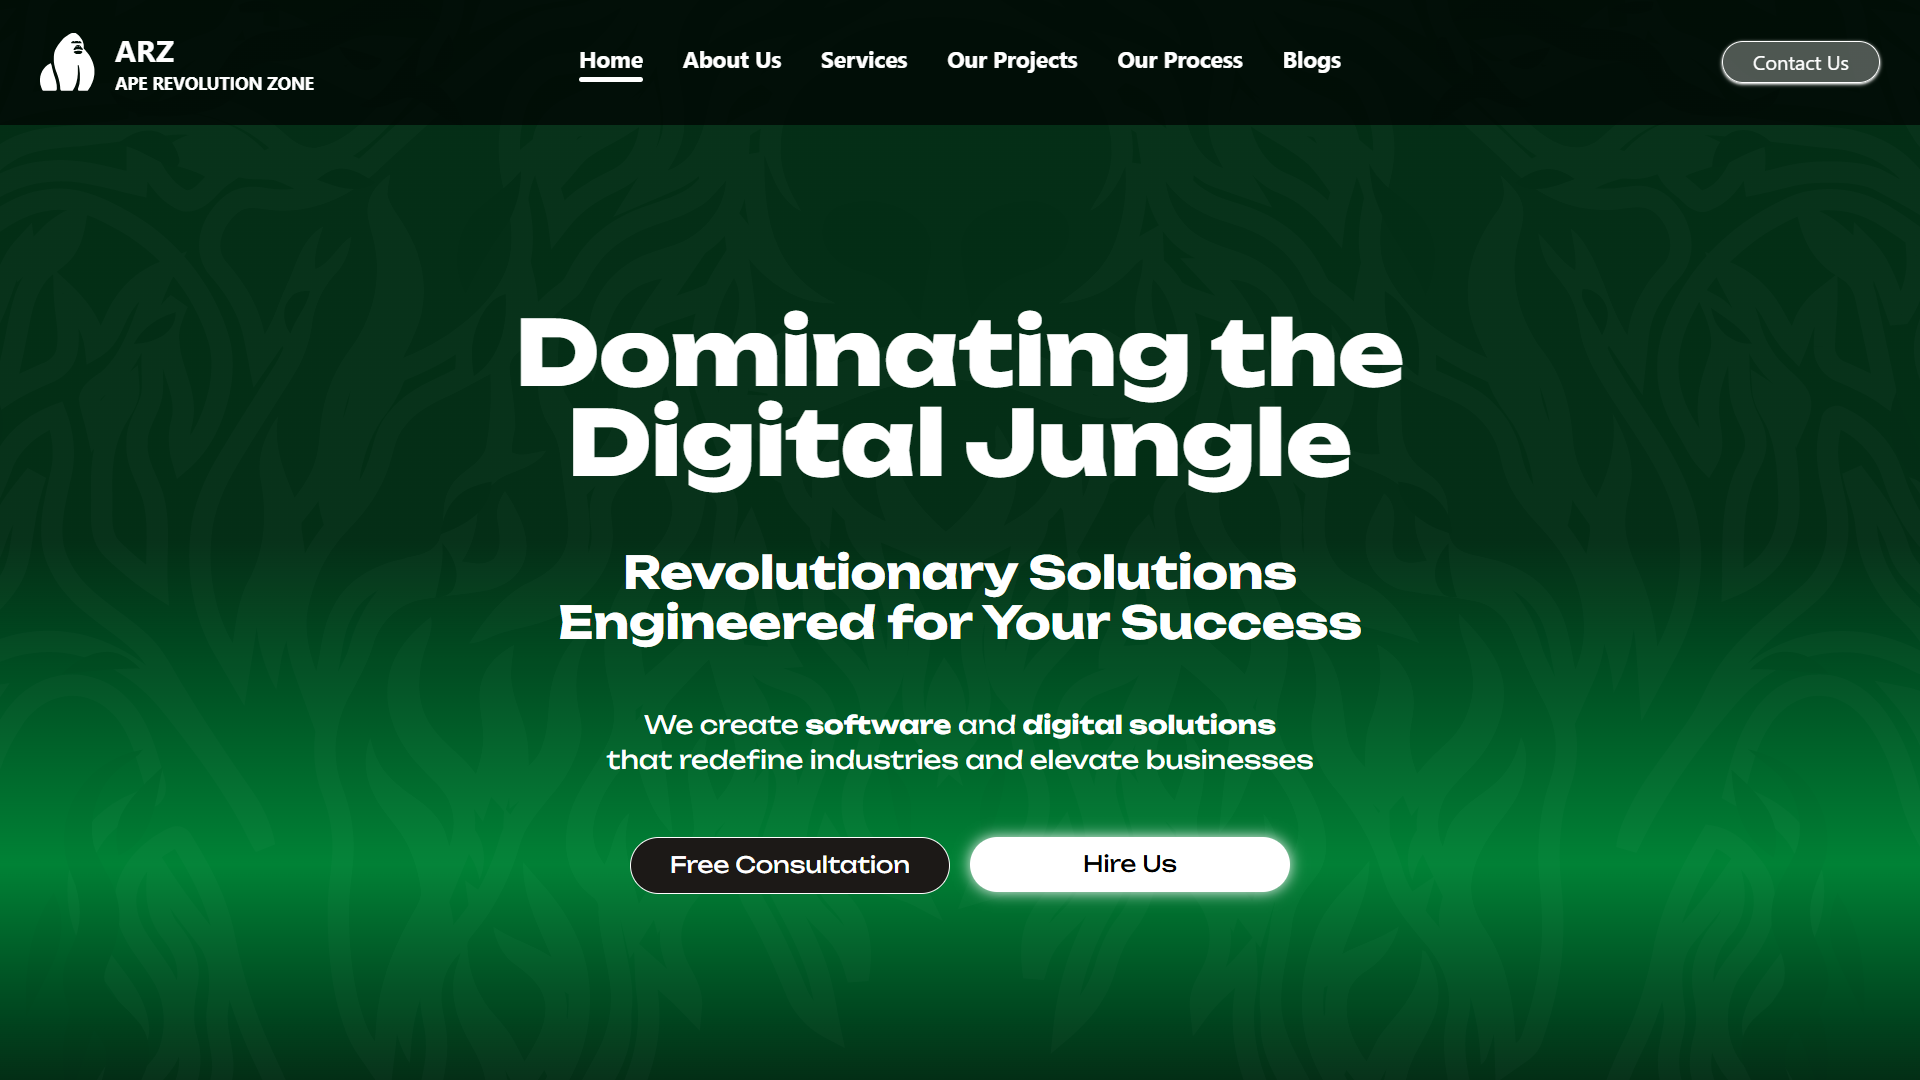 ARZ
APE REVOLUTION ZONE
Home
About Us
Services
Our Projects
Our Process
Blogs
Contact Us
Dominating the
Digital Jungle
Revolutionary Solutions
Engineered for Your Success
We create software and digital solutions
that redefine industries and elevate businesses
Free Consultation
Hire Us